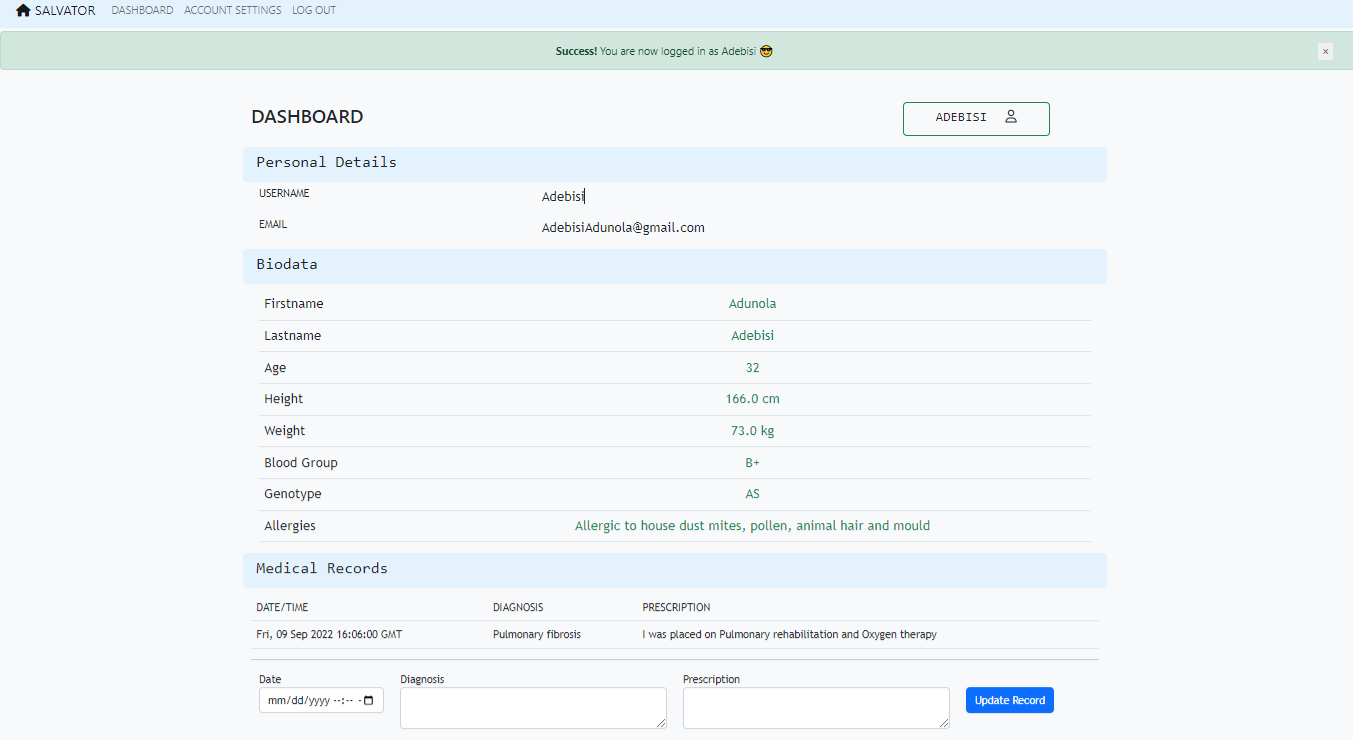 SALVATOR DASHBOARD ACCOUNT SETTINGS LOG OUT
Success! You are now logged in as Adebisi 😎
×
DASHBOARD
ADEBISI
Personal Details
USERNAME Adebisi
EMAIL AdebisiAdunola@gmail.com
Biodata
Firstname Adunola
Lastname Adebisi
Age 32
Height 166.0 cm
Weight 73.0 kg
Blood Group B+
Genotype AS
Allergies Allergic to house dust mites, pollen, animal hair and mould
Medical Records
DATE/TIME DIAGNOSIS PRESCRIPTION
Fri, 09 Sep 2022 16:06:00 GMT Pulmonary fibrosis I was placed on Pulmonary rehabilitation and Oxygen therapy
Date Diagnosis Prescription
mm/dd/yyyy --:-- - Update Record